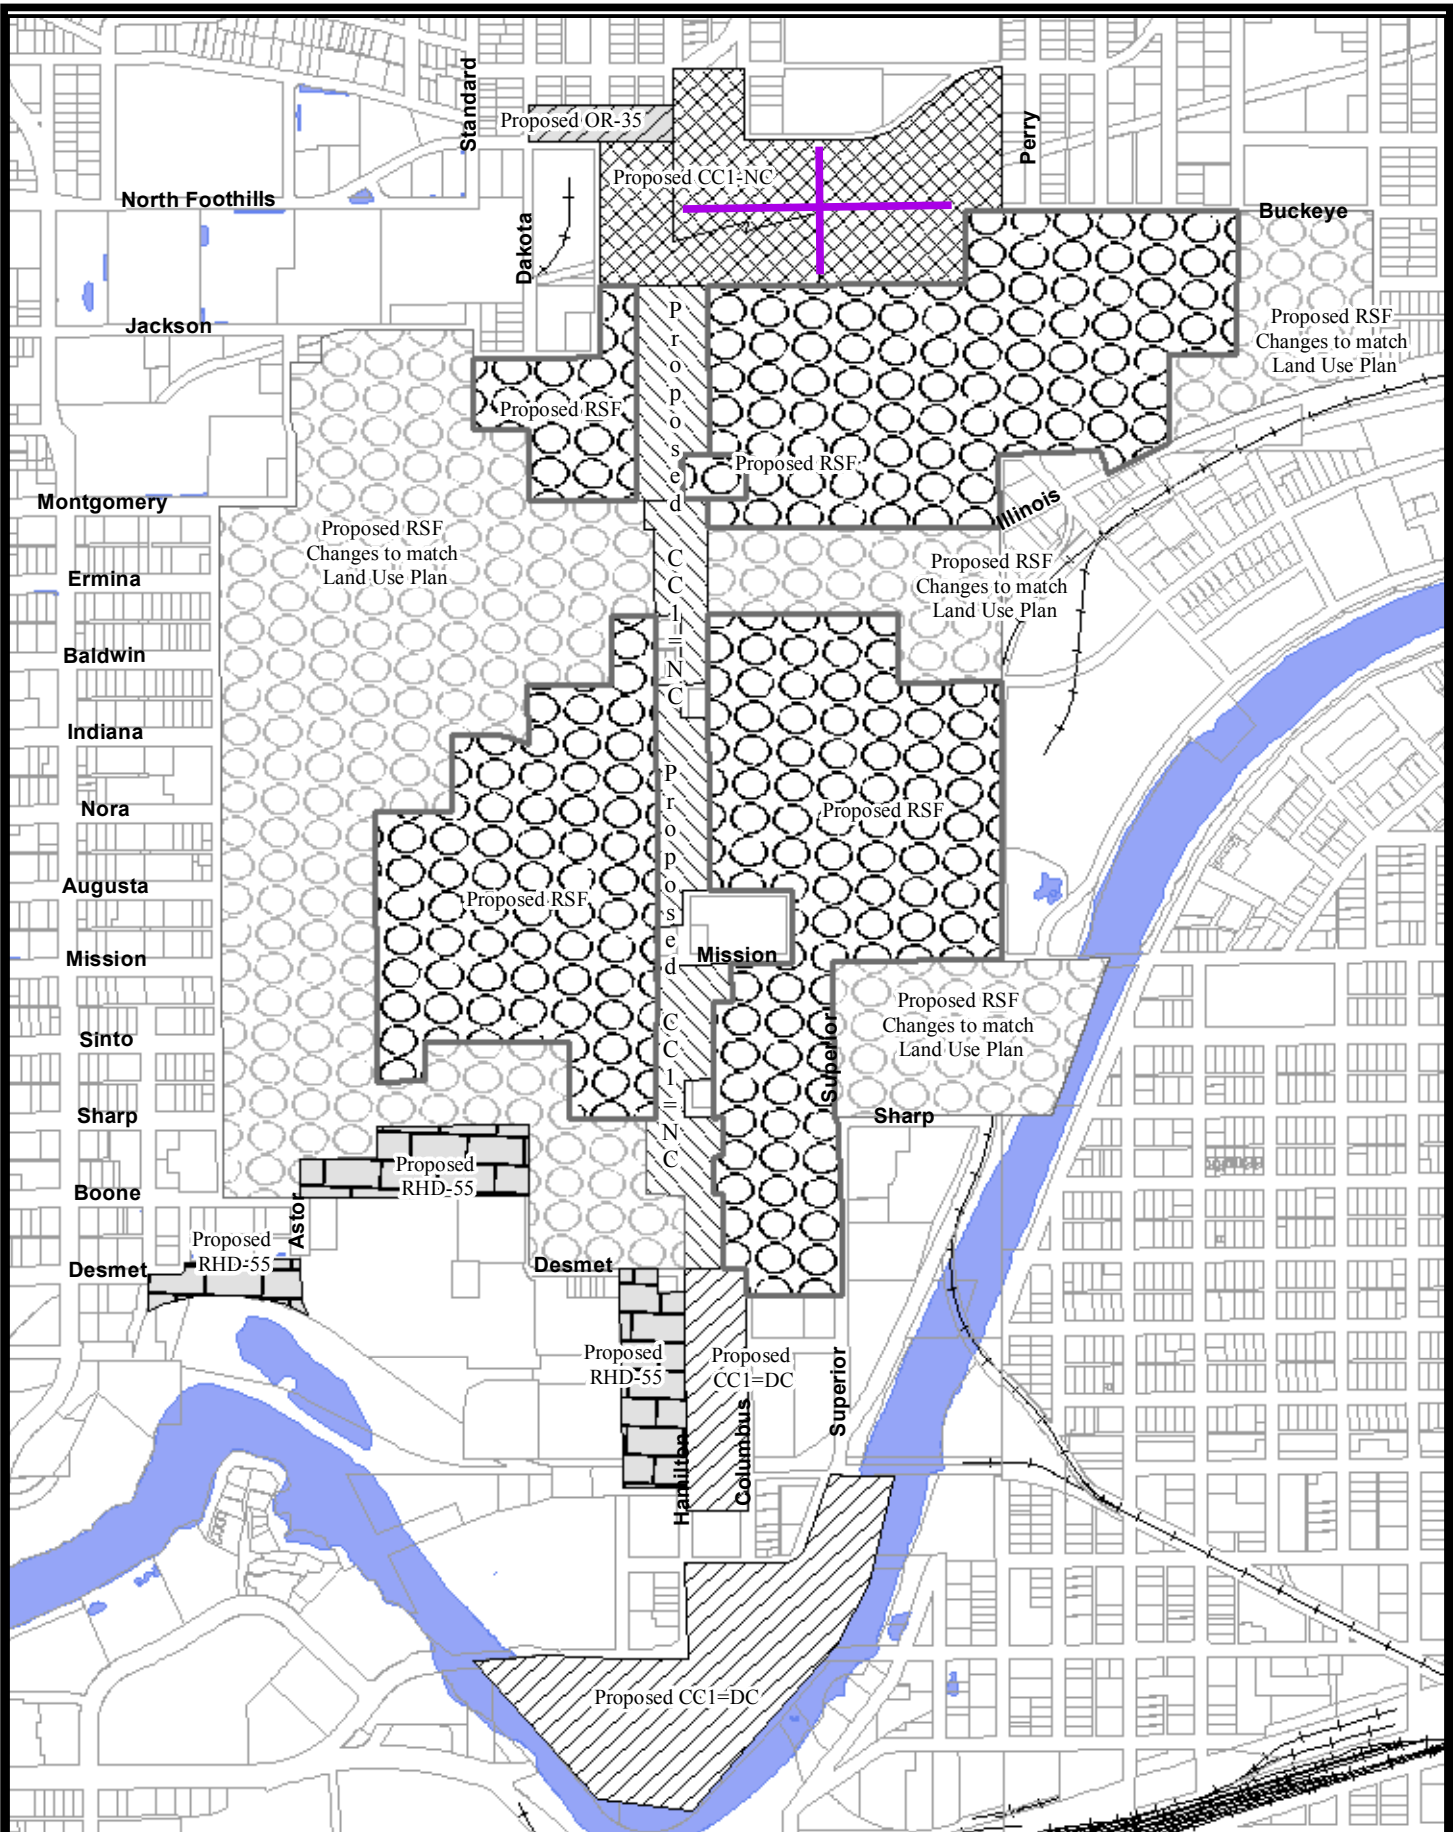 Standard
Proposed OR-35
Perry
Proposed CC1-NC
North Foothills
Buckeye
Dakota
Jackson
Proposed RSF
Changes to match
Land Use Plan
Proposed RSF
Proposed RSF
Proposed CC1=NC
Montgomery
Illinois
Proposed RSF
Changes to match
Land Use Plan
Proposed RSF
Changes to match
Land Use Plan
Ermina
Baldwin
Indiana
Proposed CC1=NC
Nora
Proposed RSF
Augusta
Proposed RSF
Mission
Mission
Proposed RSF
Changes to match
Land Use Plan
Superior
Sinto
Sharp
Sharp
Proposed
RHD-55
Boone
Astor
Proposed
RHD-55
Desmet
Desmet
Proposed
RHD-55
Proposed
CC1=DC
Superior
Hamilton
Columbus
Proposed CC1=DC